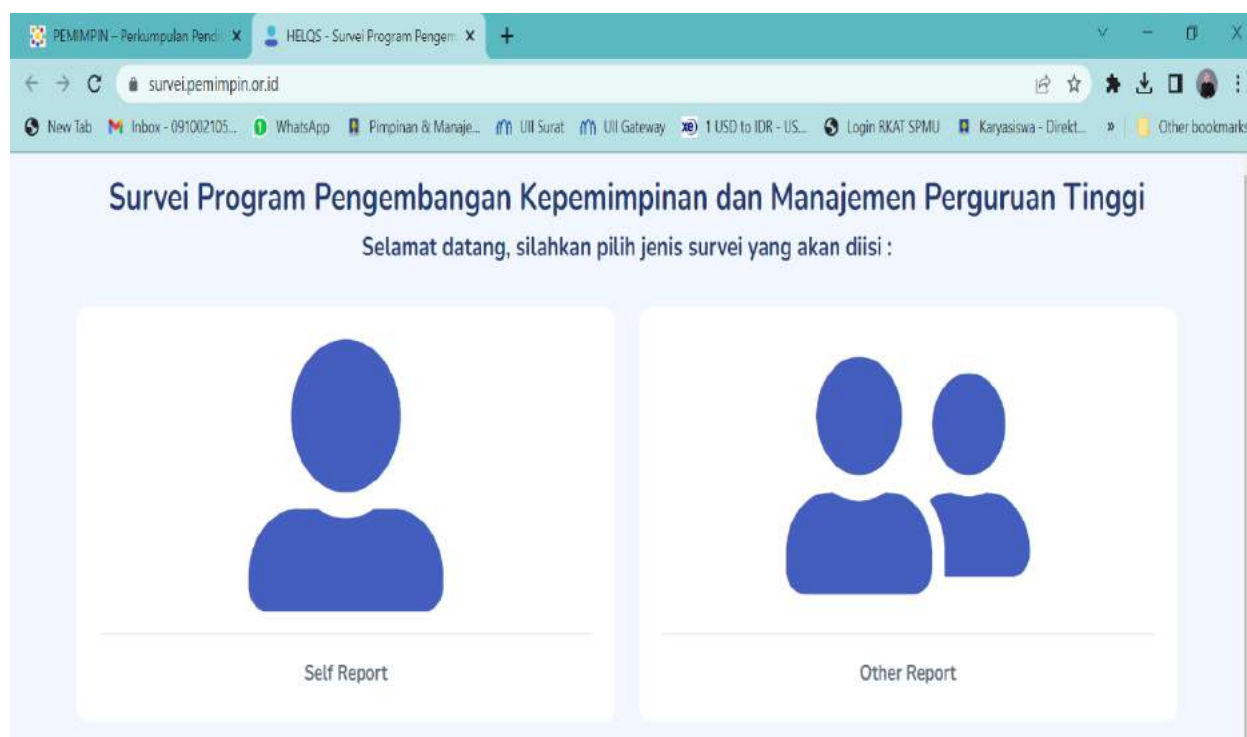 PEMIMPIN – Perkumpulan Pendi
HELQS - Survei Program Pengem
survei.pemimpin.or.id
New Tab
Inbox - 091002105...
WhatsApp
Pimpinan & Manaje...
UII Surat
UII Gateway
xe 1 USD to IDR - US...
Login RKAT SPMU
Karyasiswa - Direkt...
»
Other bookmarks
Survei Program Pengembangan Kepemimpinan dan Manajemen Perguruan Tinggi
Selamat datang, silahkan pilih jenis survei yang akan diisi :
Self Report
Other Report